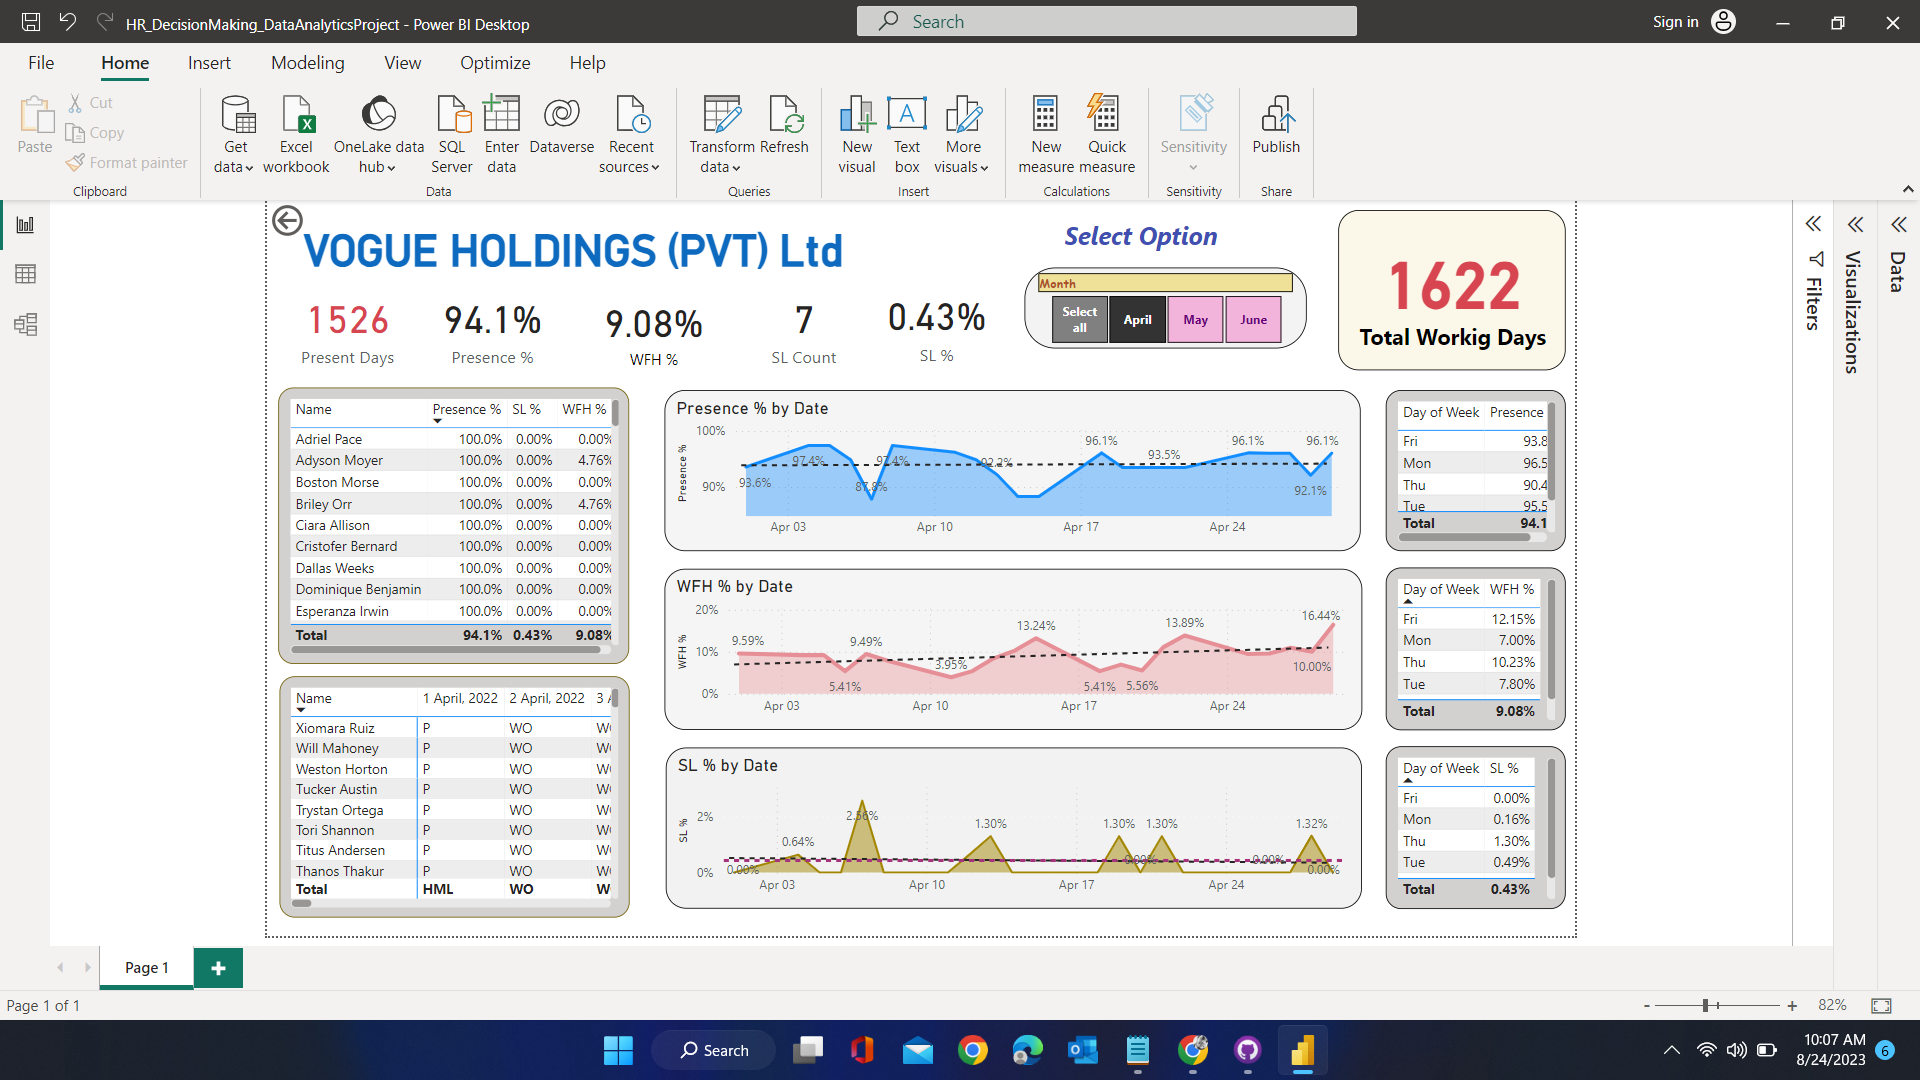 HR_DecisionMaking_DataAnalyticsProject - Power BI Desktop
Search
Sign in
File Home Insert Modeling View Optimize Help
Paste
Cut
Copy
Format painter
Clipboard
Get data
Excel workbook
OneLake data hub
SQL Server
Enter data
Dataverse
Recent sources
Data
Transform data
Refresh
Queries
New visual
Text box
More visuals
Insert
New measure
Quick measure
Calculations
Sensitivity
Sensitivity
Publish
Share
VOGUE HOLDINGS (PVT) Ltd
1526
Present Days
94.1%
Presence %
9.08%
WFH %
7
SL Count
0.43%
SL %
Select Option
Month
Select all
April
May
June
1622
Total Workig Days
Filters
Visualizations
Data
Name Presence % SL % WFH %
Adriel Pace 100.0% 0.00% 0.00%
Adyson Moyer 100.0% 0.00% 4.76%
Boston Morse 100.0% 0.00% 0.00%
Briley Orr 100.0% 0.00% 4.76%
Ciara Allison 100.0% 0.00% 0.00%
Cristofer Bernard 100.0% 0.00% 0.00%
Dallas Weeks 100.0% 0.00% 0.00%
Dominique Benjamin 100.0% 0.00% 0.00%
Esperanza Irwin 100.0% 0.00% 0.00%
Total 94.1% 0.43% 9.08%
Presence % by Date
Presence %
100%
90%
93.6% 97.4% 87.8% 97.4% 92.2% 96.1% 93.5% 96.1% 92.1% 96.1%
Apr 03 Apr 10 Apr 17 Apr 24
Day of Week Presence
Fri 93.8
Mon 96.5
Thu 90.4
Tue 95.5
Total 94.1
WFH % by Date
WFH %
20%
10%
0%
9.59% 5.41% 9.49% 3.95% 13.24% 5.41% 5.56% 13.89% 10.00% 16.44%
Apr 03 Apr 10 Apr 17 Apr 24
Day of Week WFH %
Fri 12.15%
Mon 7.00%
Thu 10.23%
Tue 7.80%
Total 9.08%
Name 1 April, 2022 2 April, 2022 3 A
Xiomara Ruiz P WO W
Will Mahoney P WO W
Weston Horton P WO W
Tucker Austin P WO W
Trystan Ortega P WO W
Tori Shannon P WO W
Titus Andersen P WO W
Thanos Thakur P WO W
Total HML WO W
SL % by Date
SL %
2%
0%
0.00% 0.64% 2.56% 1.30% 1.30% 0.00% 1.30% 0.00% 1.32% 0.00%
Apr 03 Apr 10 Apr 17 Apr 24
Day of Week SL %
Fri 0.00%
Mon 0.16%
Thu 1.30%
Tue 0.49%
Total 0.43%
Page 1
Page 1 of 1
- + 82%
Search
10:07 AM
8/24/2023
6